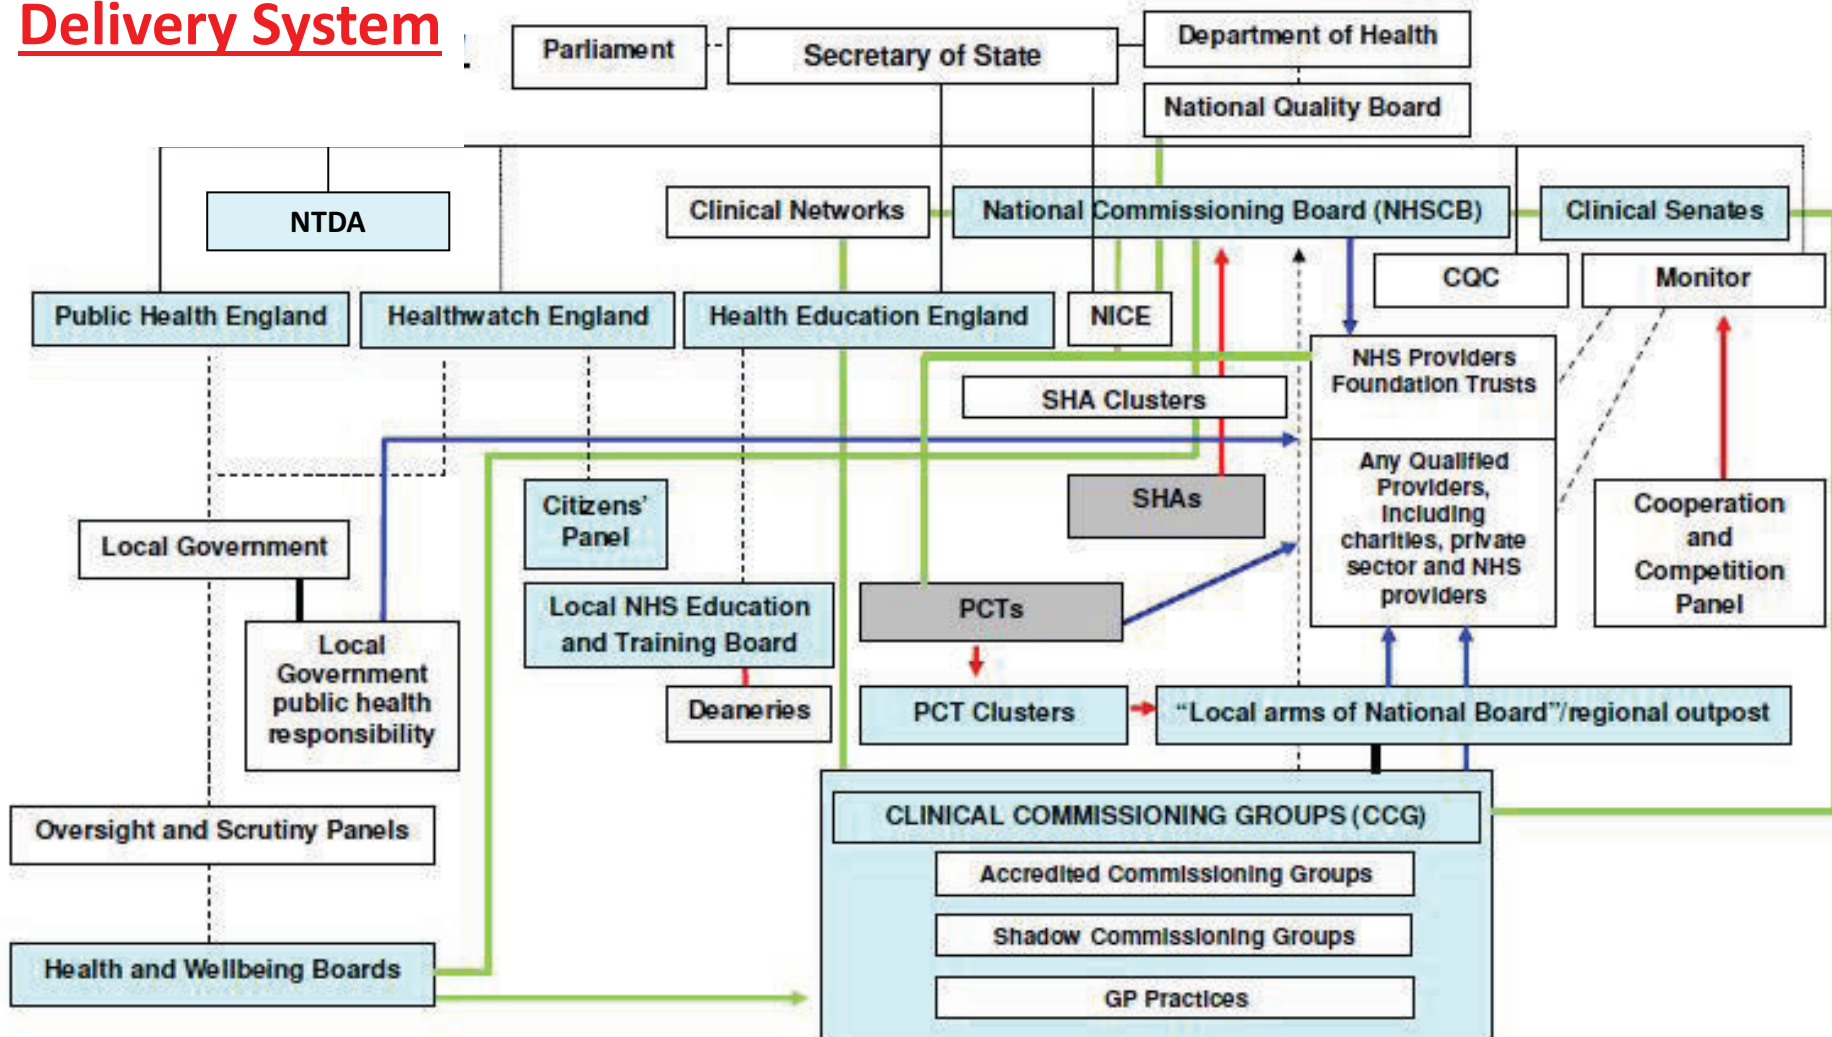 Delivery System
Parliament
Secretary of State
Department of Health
National Quality Board
NTDA
Clinical Networks
National Commissioning Board (NHSCB)
Clinical Senates
CQC
Monitor
Public Health England
Healthwatch England
Health Education England
NICE
NHS Providers
Foundation Trusts
SHA Clusters
Any Qualified
Providers,
including
charities, private
sector and NHS
providers
Citizens'
Panel
SHAs
Cooperation
and
Competition
Panel
Local Government
Local NHS Education
and Training Board
PCTs
Local
Government
public health
responsibility
Deaneries
PCT Clusters
“Local arms of National Board”/regional outpost
Oversight and Scrutiny Panels
CLINICAL COMMISSIONING GROUPS (CCG)
Accredited Commissioning Groups
Shadow Commissioning Groups
Health and Wellbeing Boards
GP Practices